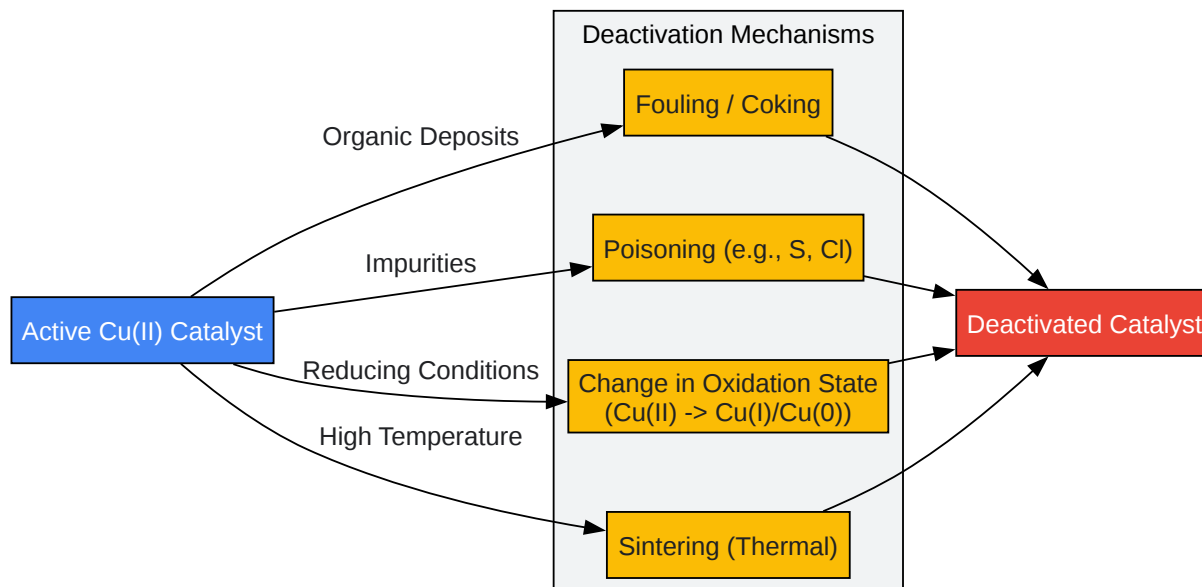 Deactivation Mechanisms
Fouling / Coking
Organic Deposits
Poisoning (e.g., S, Cl)
Impurities
Active Cu(II) Catalyst
Deactivated Catalyst
Reducing Conditions
Change in Oxidation State
(Cu(II) -> Cu(I)/Cu(0))
High Temperature
Sintering (Thermal)